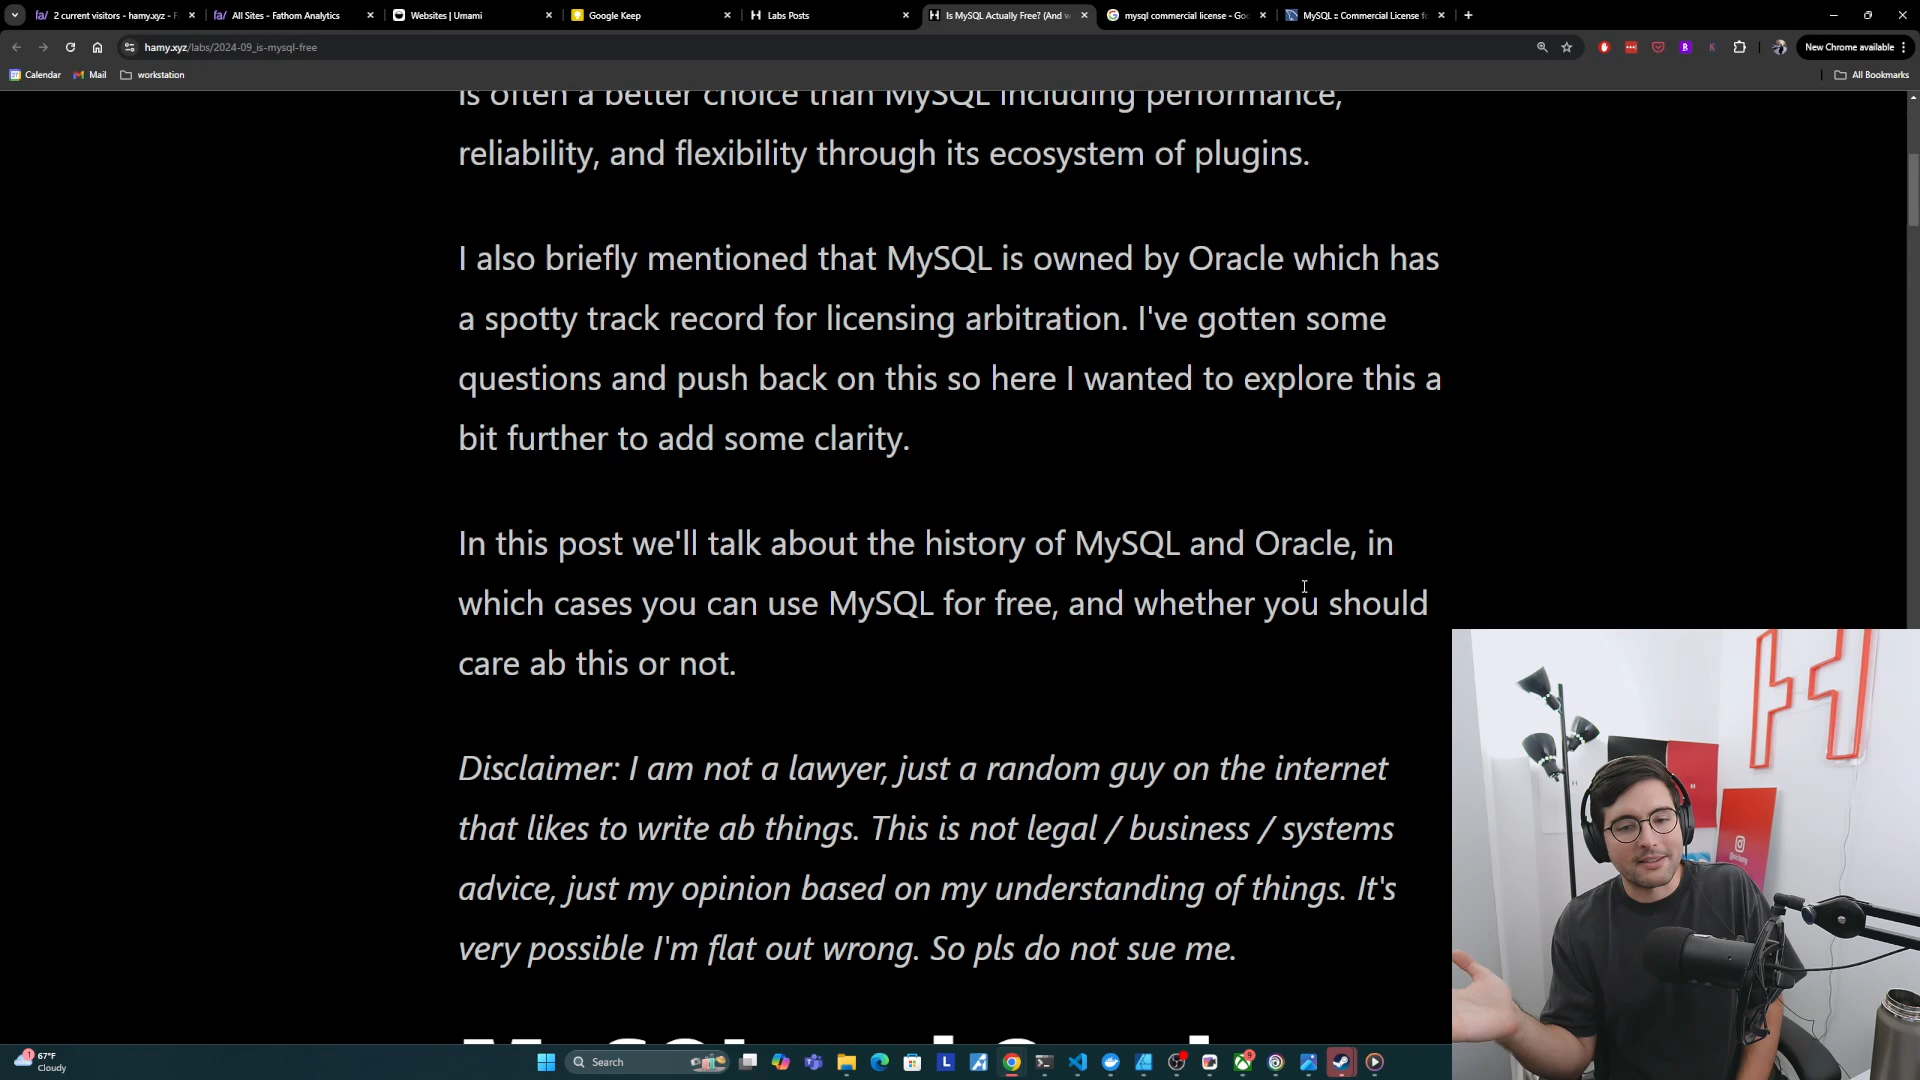 2 current visitors - hamy.xyz - F
All Sites - Fathom Analytics
Websites | Umami
Google Keep
Labs Posts
Is MySQL Actually Free? (And w
mysql commercial license - Goo
MySQL :: Commercial License fo
hamy.xyz/labs/2024-09_is-mysql-free
New Chrome available
Calendar
Mail
workstation
All Bookmarks
is often a better choice than MySQL including performance,
reliability, and flexibility through its ecosystem of plugins.
I also briefly mentioned that MySQL is owned by Oracle which has
a spotty track record for licensing arbitration. I've gotten some
questions and push back on this so here I wanted to explore this a
bit further to add some clarity.
In this post we'll talk about the history of MySQL and Oracle, in
which cases you can use MySQL for free, and whether you should
care ab this or not.
Disclaimer: I am not a lawyer, just a random guy on the internet
that likes to write ab things. This is not legal / business / systems
advice, just my opinion based on my understanding of things. It's
very possible I'm flat out wrong. So pls do not sue me.
67°F
Cloudy
Search